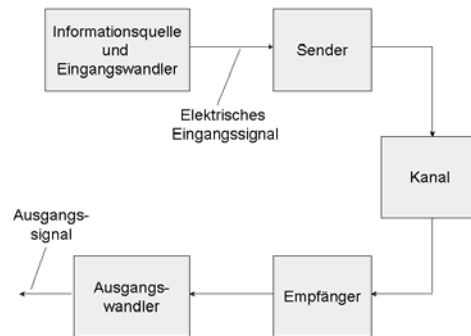 Informationsquelle
und
Eingangswandler
Sender
Elektrisches
Eingangssignal
Kanal
Ausgangs-
signal
Ausgangs-
wandler
Empfänger